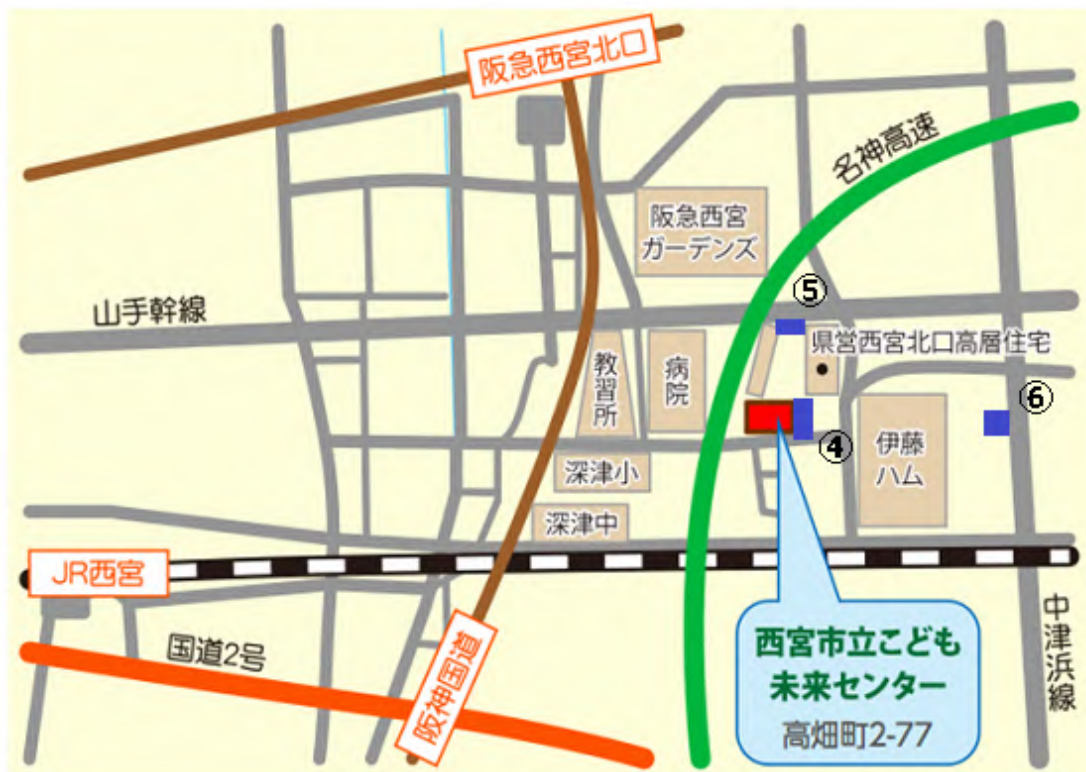 阪急西宮北口
名神高速
阪急西宮
ガーデンズ
⑤
山手幹線
県営西宮北口高層住宅
教習所
病院
⑥
④
伊藤
ハム
深津小
深津中
JR西宮
国道2号
阪神国道
中津浜線
西宮市立こども
未来センター
高畑町2-77